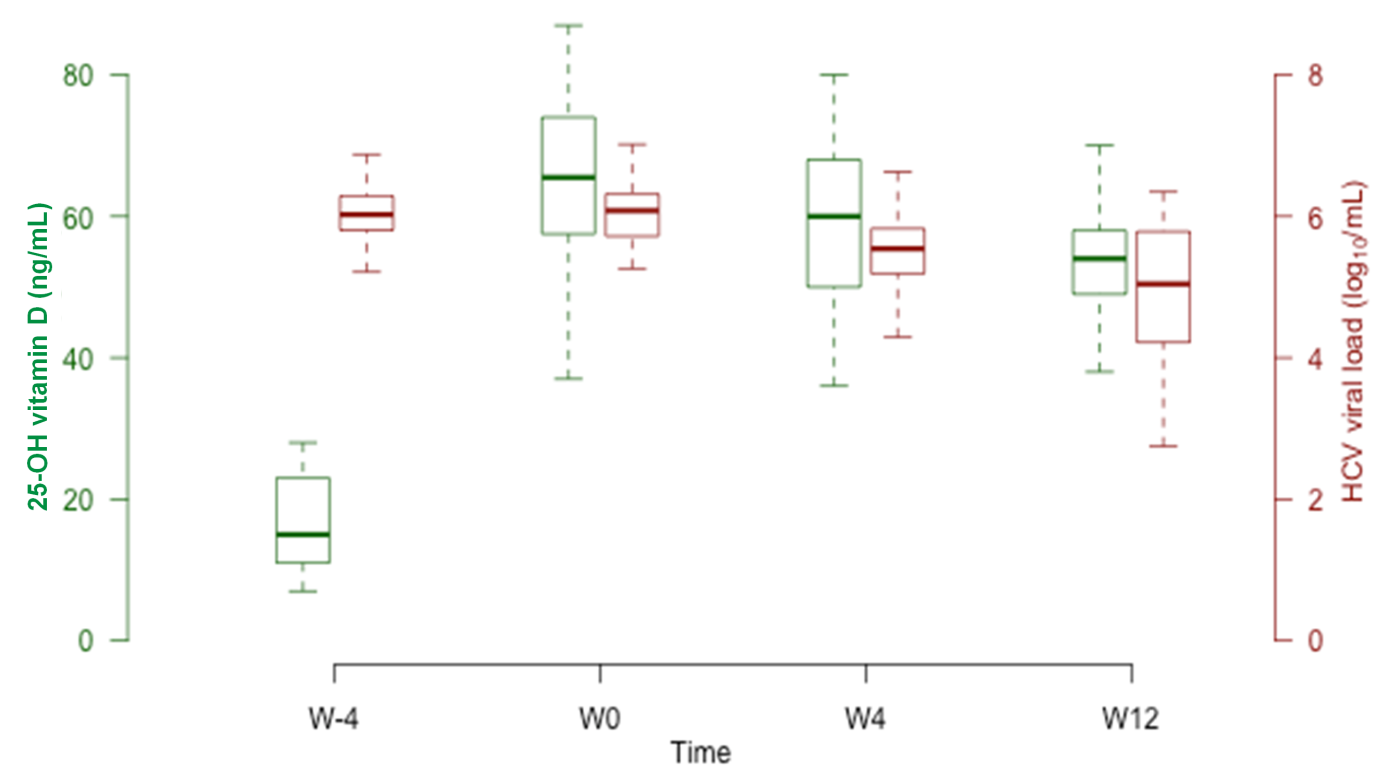 25-OH vitamin D (ng/mL)
80
60
40
20
0
8
6
4
2
0
HCV viral load (log₁₀/mL)
W-4
W0
W4
W12
Time